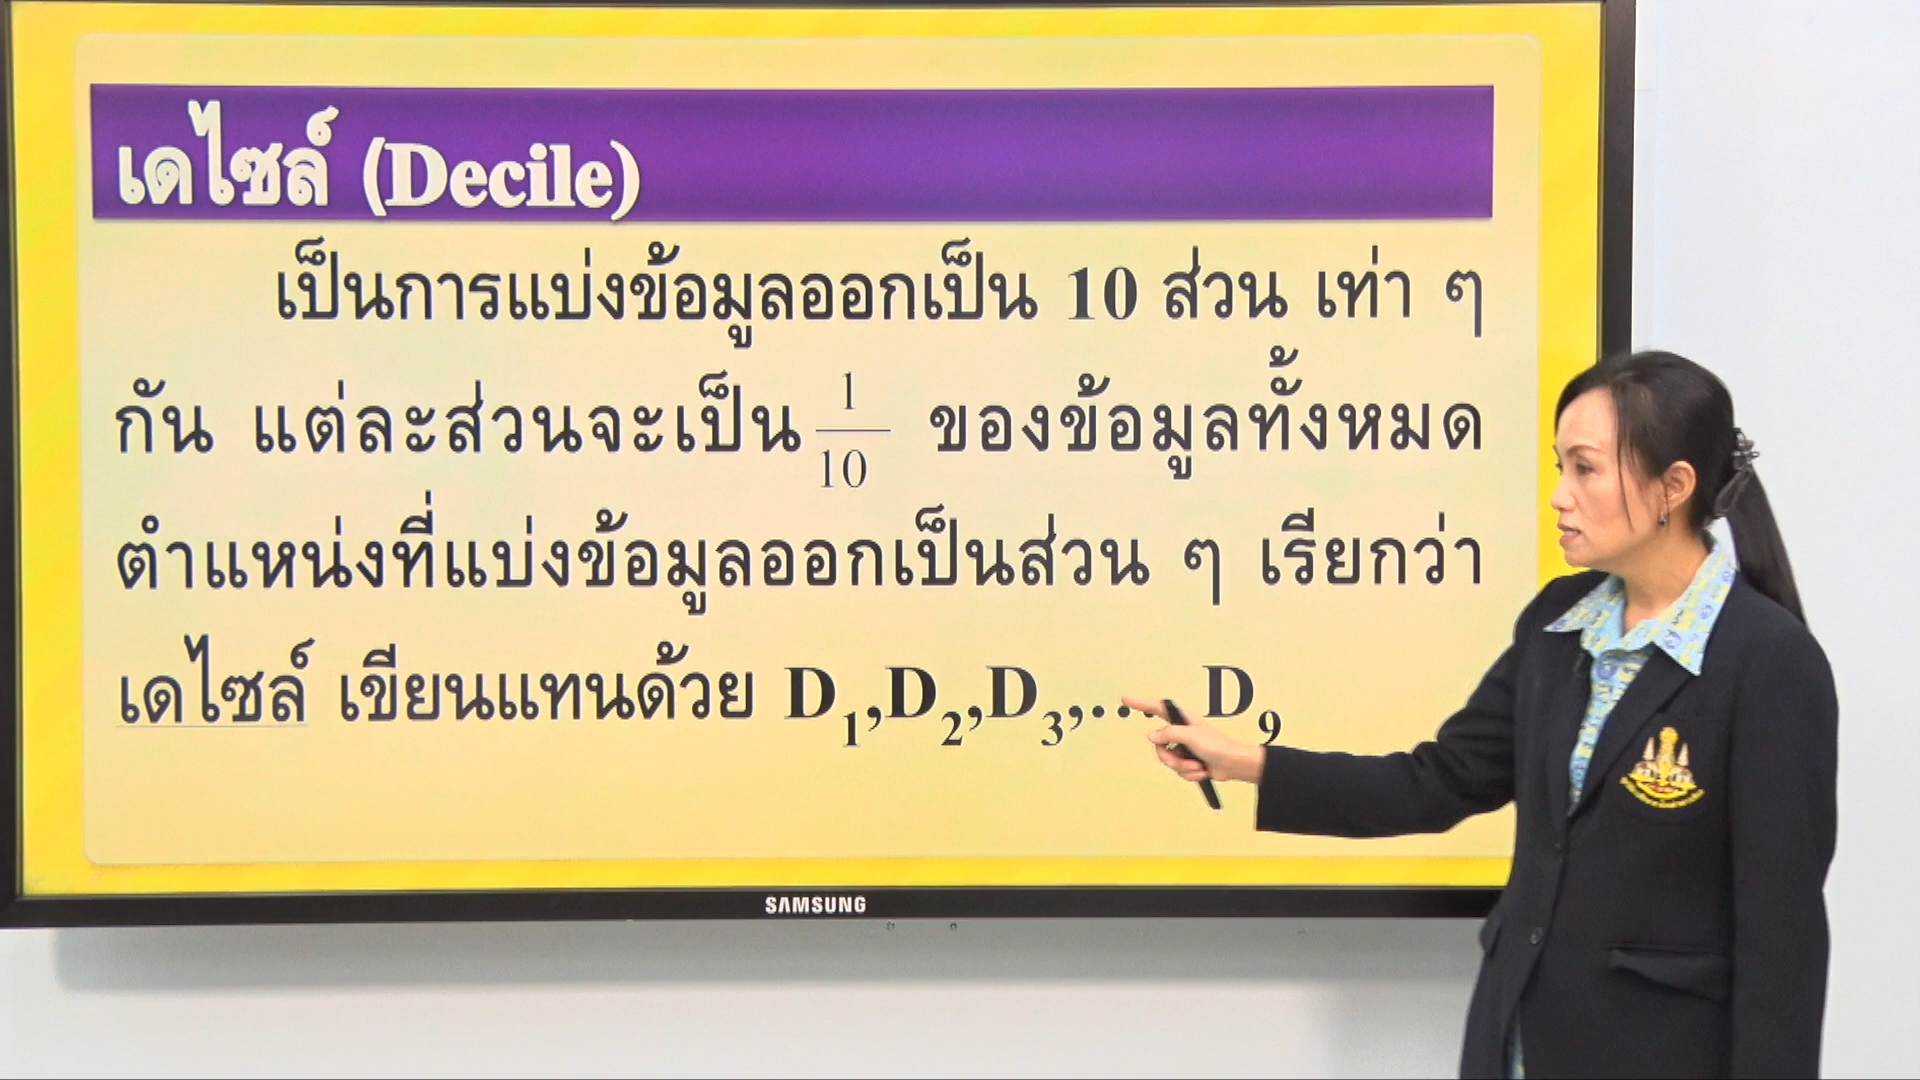 เดไซล์ (Decile)
เป็นการแบ่งข้อมูลออกเป็น 10 ส่วน เท่า ๆ
กัน แต่ละส่วนจะเป็น 1/10 ของข้อมูลทั้งหมด
ตำแหน่งที่แบ่งข้อมูลออกเป็นส่วน ๆ เรียกว่า
เดไซล์ เขียนแทนด้วย D₁,D₂,D₃,... D₉
SAMSUNG